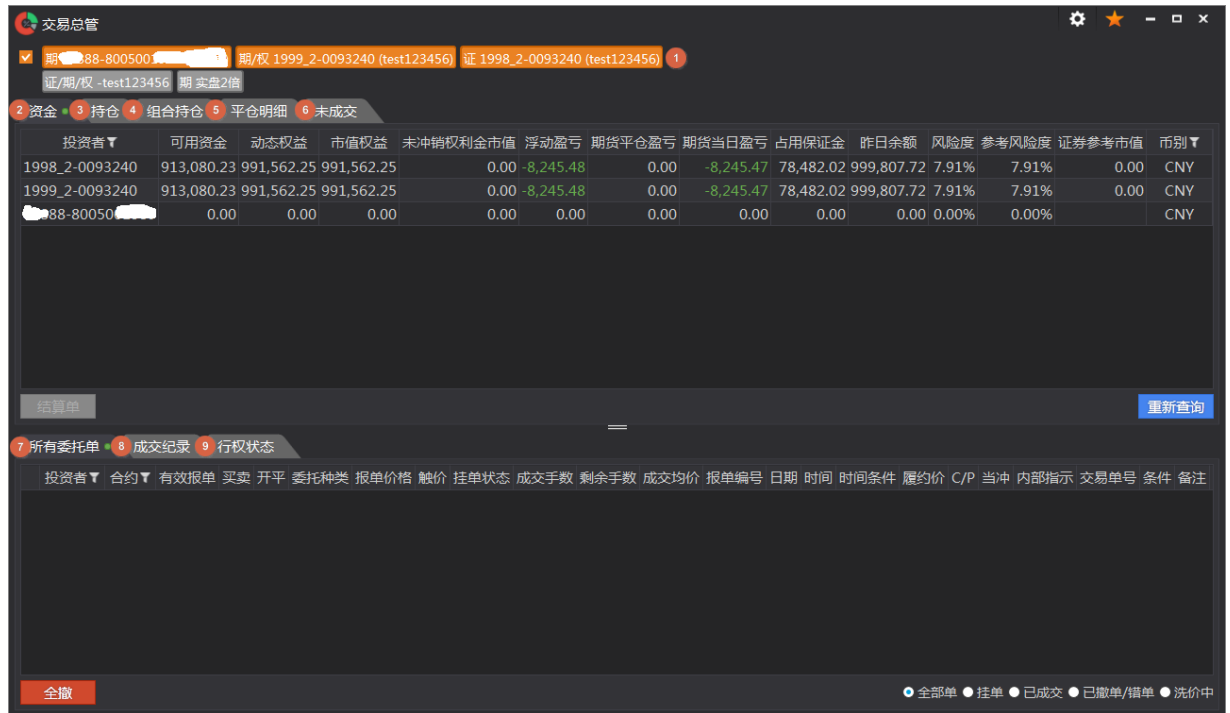 交易总管
期 88-800500 期/权 1999_2-0093240 (test123456) 证 1998_2-0093240 (test123456) 1
证/期/权 -test123456 期 实盘2倍
2 资金 3 持仓 4 组合持仓 5 平仓明细 6 未成交
投资者 可用资金 动态权益 市值权益 未冲销权利金市值 浮动盈亏 期货平仓盈亏 期货当日盈亏 占用保证金 昨日余额 风险度 参考风险度 证券参考市值 币别
1998_2-0093240 913,080.23 991,562.25 991,562.25 0.00 -8,245.48 0.00 -8,245.47 78,482.02 999,807.72 7.91% 7.91% 0.00 CNY
1999_2-0093240 913,080.23 991,562.25 991,562.25 0.00 -8,245.48 0.00 -8,245.47 78,482.02 999,807.72 7.91% 7.91% 0.00 CNY
88-80050 0.00 0.00 0.00 0.00 0.00 0.00 0.00 0.00 0.00 0.00% 0.00% CNY
结算单 重新查询
7 所有委托单 8 成交纪录 9 行权状态
投资者 合约 有效报单 买卖 开平 委托种类 报单价格 触价 挂单状态 成交手数 剩余手数 成交均价 报单编号 日期 时间 时间条件 履约价 C/P 当冲 内部指示 交易单号 条件 备注
全撤 全部单 挂单 已成交 已撤单/错单 洗价中